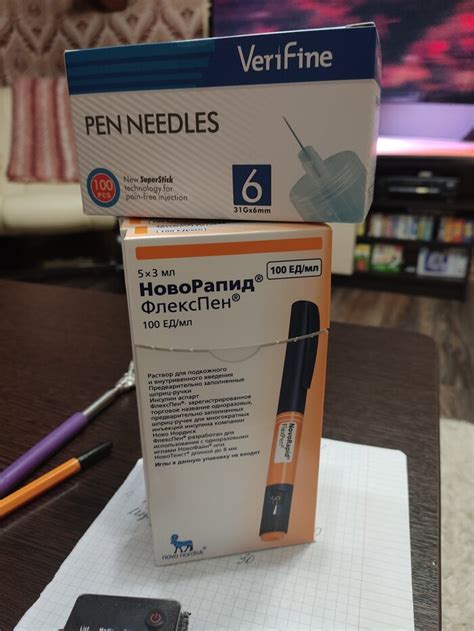 VeriFine
PEN NEEDLES
100
PCS
New SuperStick
technology for
pain-free injection
6
31Gx6mm
5×3 мл
НовоРапид®
ФлексПен®
100 ЕД/мл
100 ЕД/мл
Раствор для подкожного
и внутривенного введения
Предварительно заполненные
шприц-ручки
Инсулин аспарт
ФлексПен®- зарегистрированное
торговое название одноразовых,
предварительно заполненных
шприц-ручек для многократных
инъекций инсулина компании
Ново Нордиск
ФлексПен® разработан для
использования с одноразовыми
иглами НовоФайн® или
НовоТвист® длиной до 8 мм
Иглы в данную упаковку не входят
NovoRapid®
FlexPen®
novo nordisk®